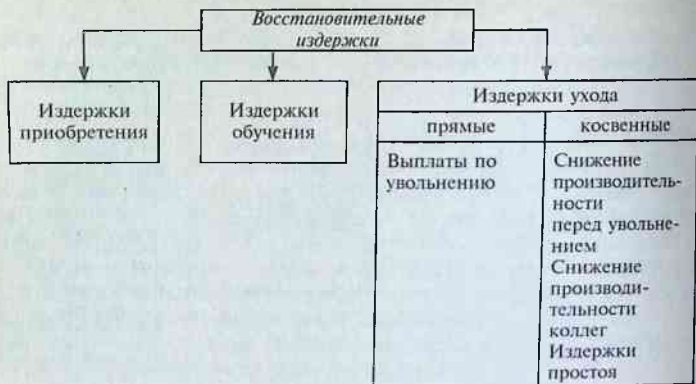 Восстановительные
издержки
Издержки
приобретения
Издержки
обучения
Издержки ухода
прямые
косвенные
Выплаты по
увольнению
Снижение
производитель-
ности
перед увольне-
нием
Снижение
производи-
тельности
коллег
Издержки
простоя